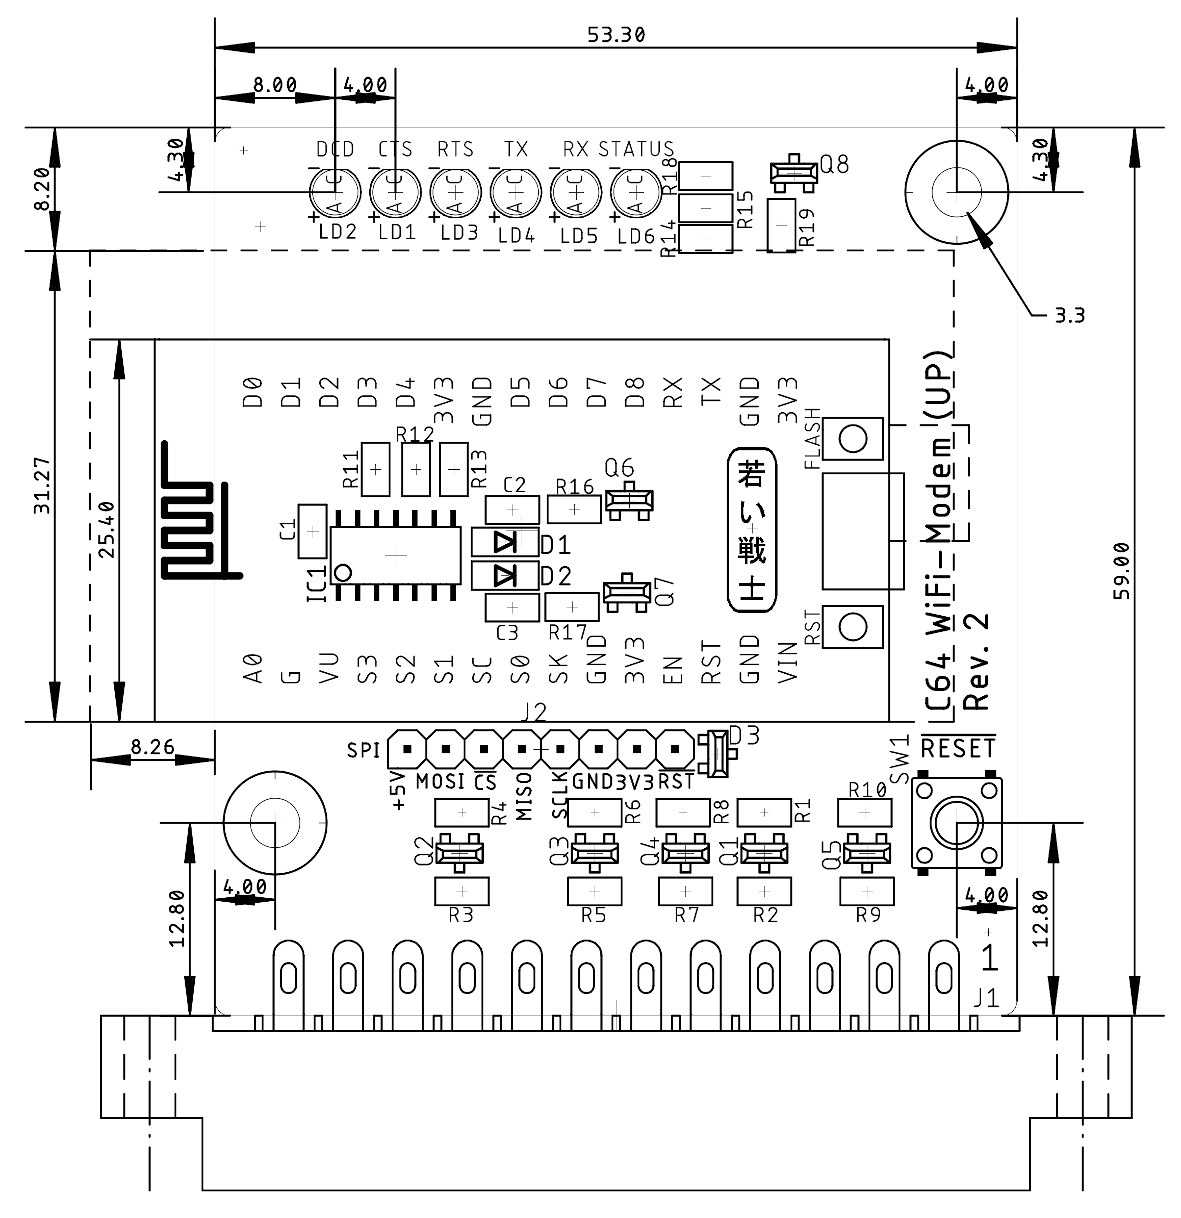 53.30
8.00
4.00
4.00
4.30
8.20
DCD CTS RTS TX RX STATUS
- - - - - -
A C A C A C A C A C A C
+ + + + + +
LD2 LD1 LD3 LD4 LD5 LD6
R18
R15
R14
Q8
R19
4.30
3.3
31.27
25.40
59.00
D0 D1 D2 D3 D4 3V3 GND D5 D6 D7 D8 RX TX GND 3V3
FLASH
R11
R12
R13
C2
R16
Q6
C1
IC1
D1
D2
C3
R17
Q7
若い戦士
RST
C64 WiFi-Modem (UP)
Rev. 2
A0 G VU S3 S2 S1 SC S0 SK GND 3V3 EN RST GND VIN
J2
8.26
SPI
D3
+5V MOSI CS MISO SCLK GND 3V3 RST
SW1
RESET
R4
R6
R8
R1
R10
Q2
Q3
Q4
Q1
Q5
R3
R5
R7
R2
R9
4.00
12.80
4.00
12.80
1
J1